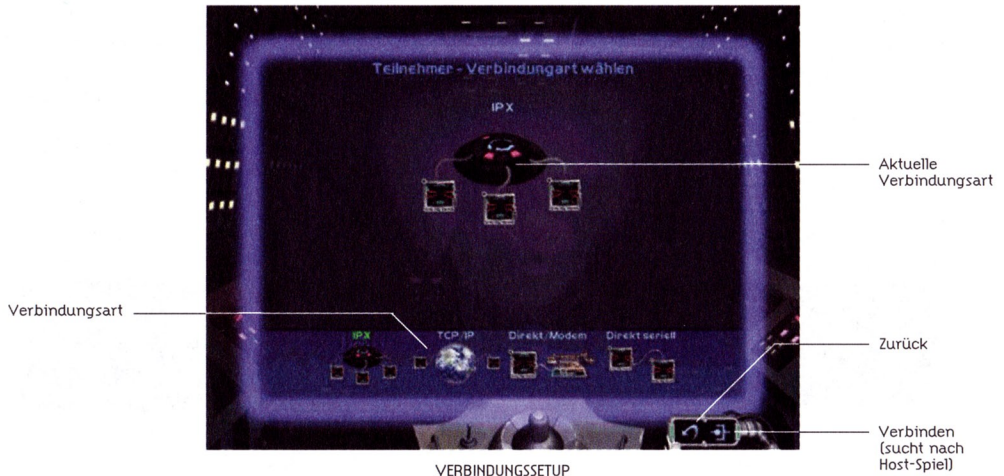 Teilnehmer - Verbindungart wählen
IPX
Aktuelle
Verbindungsart
Verbindungsart
IPX
TCP/IP
Direkt/Modem
Direkt seriell
Zurück
Verbinden
(sucht nach
Host-Spiel)
VERBINDUNGSSETUP